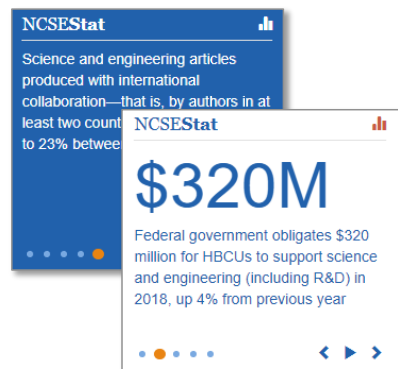 NCSEStat
Science and engineering articles
produced with international
collaboration—that is, by authors in at
least two
to 23%
NCSEStat
$320M
Federal government obligates $320
million for HBCUs to support science
and engineering (including R&D) in
2018, up 4% from previous year